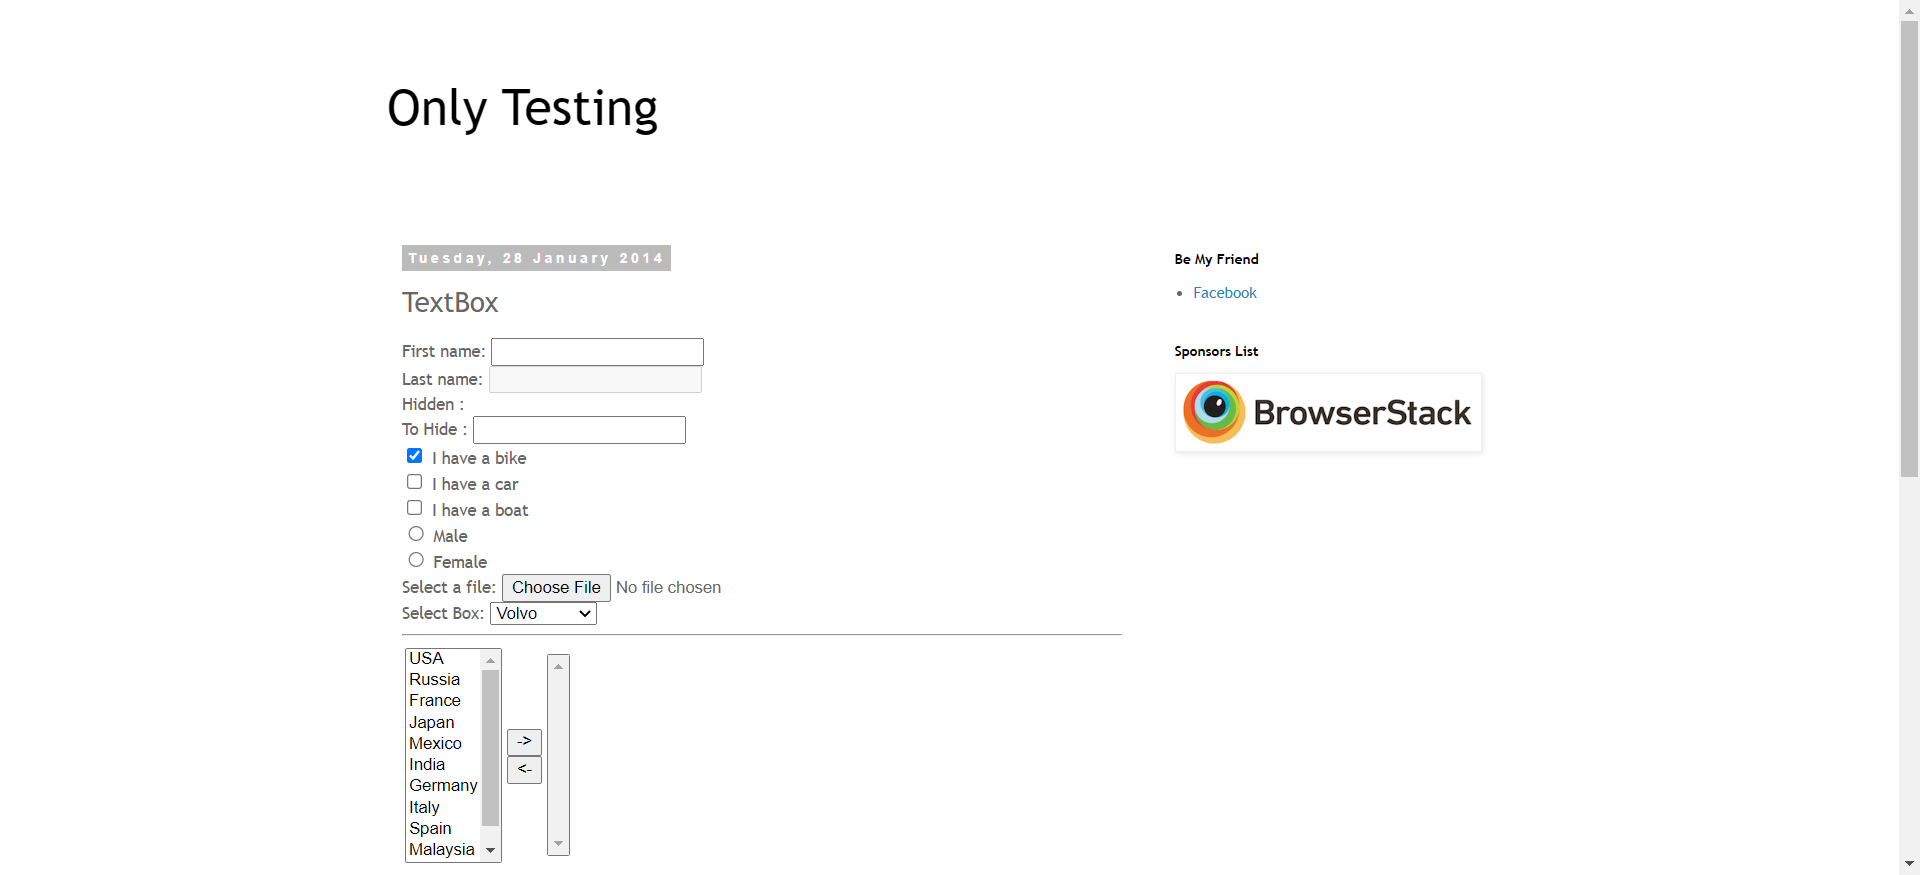 Only Testing
Tuesday, 28 January 2014
TextBox
First name:
Last name:
Hidden :
To Hide :
I have a bike
I have a car
I have a boat
Male
Female
Select a file: Choose File No file chosen
Select Box: Volvo
USA
Russia
France
Japan
Mexico
India
Germany
Italy
Spain
Malaysia
->
<-
Be My Friend
Facebook
Sponsors List
BrowserStack